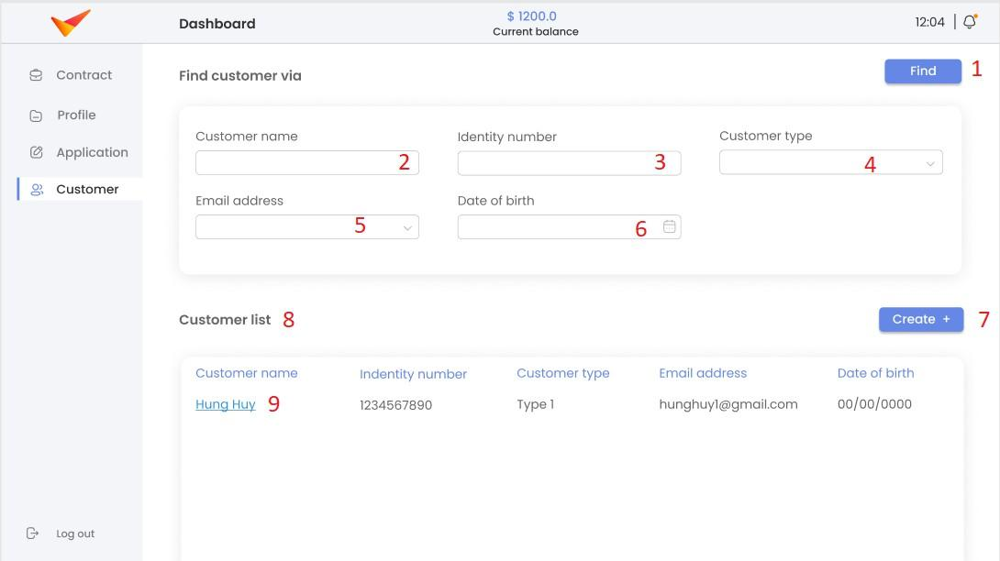 Dashboard
$ 1200.0
Current balance
12:04
Contract
Profile
Application
Customer
Log out
Find customer via
Find 1
Customer name
2
Identity number
3
Customer type
4
Email address
5
Date of birth
6
Customer list 8
Create + 7
Customer name Indentity number Customer type Email address Date of birth
Hung Huy 9 1234567890 Type 1 hunghuy1@gmail.com 00/00/0000